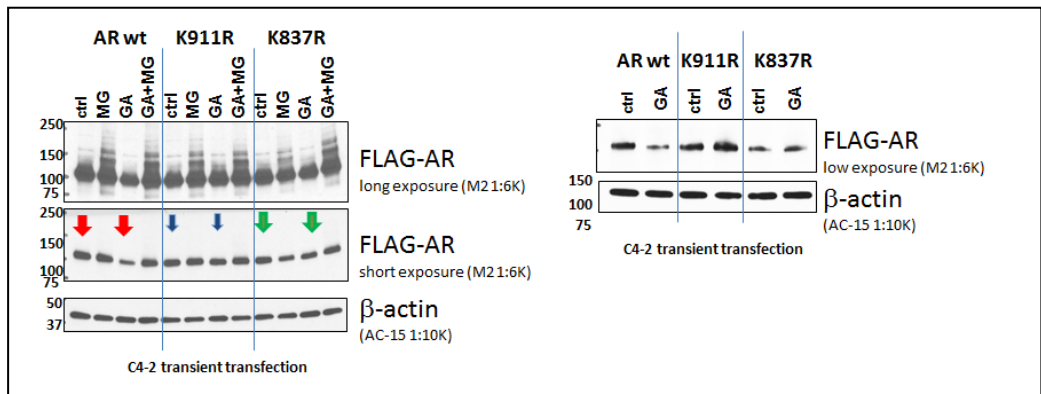 AR wt K911R K837R
ctrl MG GA GA+MG ctrl MG GA GA+MG ctrl MG GA GA+MG
250
150
100
75
FLAG-AR
long exposure (M2 1:6K)
250
150
100
75
FLAG-AR
short exposure (M2 1:6K)
50
37
β-actin
(AC-15 1:10K)
C4-2 transient transfection
AR wt K911R K837R
ctrl GA ctrl GA ctrl GA
FLAG-AR
low exposure (M2 1:6K)
150
100
75
β-actin
(AC-15 1:10K)
C4-2 transient transfection